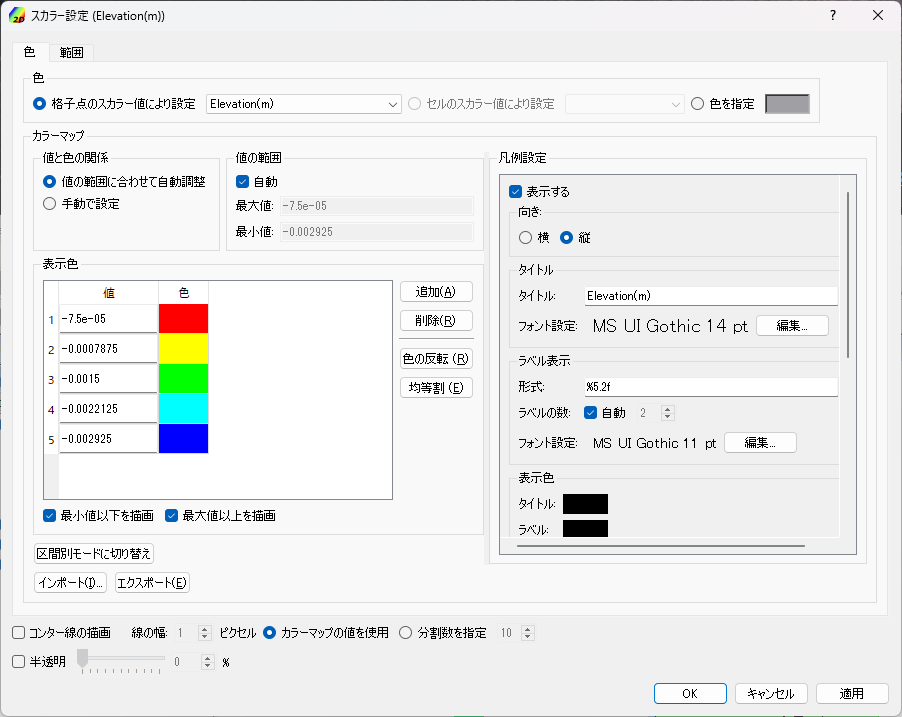 スカラー設定 (Elevation(m))
?
色 範囲
色
格子点のスカラー値により設定 Elevation(m) セルのスカラー値により設定 色を指定
カラーマップ
値と色の関係
値の範囲に合わせて自動調整
手動で設定
値の範囲
自動
最大値: -7.5e-05
最小値: -0.002925
表示色
値 色
1 -7.5e-05
2 -0.0007875
3 -0.0015
4 -0.0022125
5 -0.002925
追加(A)
削除(R)
色の反転 (R)
均等割 (E)
最小値以下を描画 最大値以上を描画
区間別モードに切り替え
インポート(I)... エクスポート(E)
凡例設定
表示する
向き:
横 縦
タイトル
タイトル: Elevation(m)
フォント設定: MS UI Gothic 14 pt 編集...
ラベル表示
形式: %5.2f
ラベルの数: 自動 2
フォント設定: MS UI Gothic 11 pt 編集...
表示色
タイトル:
ラベル:
コンター線の描画 線の幅: 1 ピクセル カラーマップの値を使用 分割数を指定 10
半透明 0 %
OK キャンセル 適用